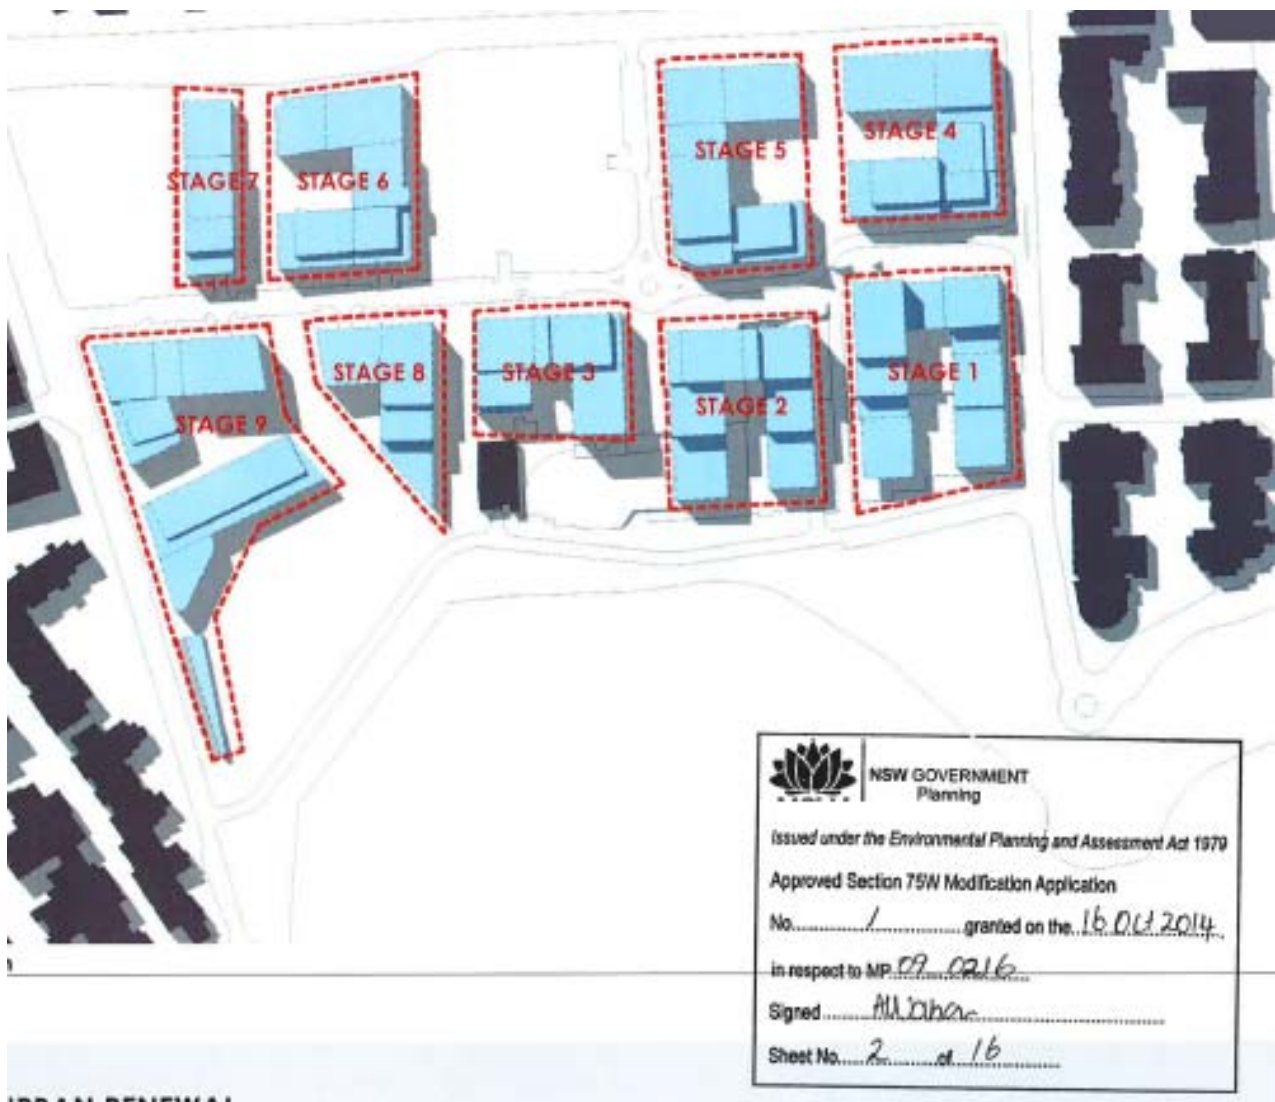 STAGE 4
STAGE 5
STAGE 7
STAGE 6
STAGE 8
STAGE 3
STAGE 1
STAGE 2
STAGE 9
NSW GOVERNMENT
Planning
Issued under the Environmental Planning and Assessment Act 1979
Approved Section 75W Modification Application
No. 1 granted on the 16 Oct 2014
in respect to MP 09_0216
Signed
Sheet No. 2 of 16
RENEWAL